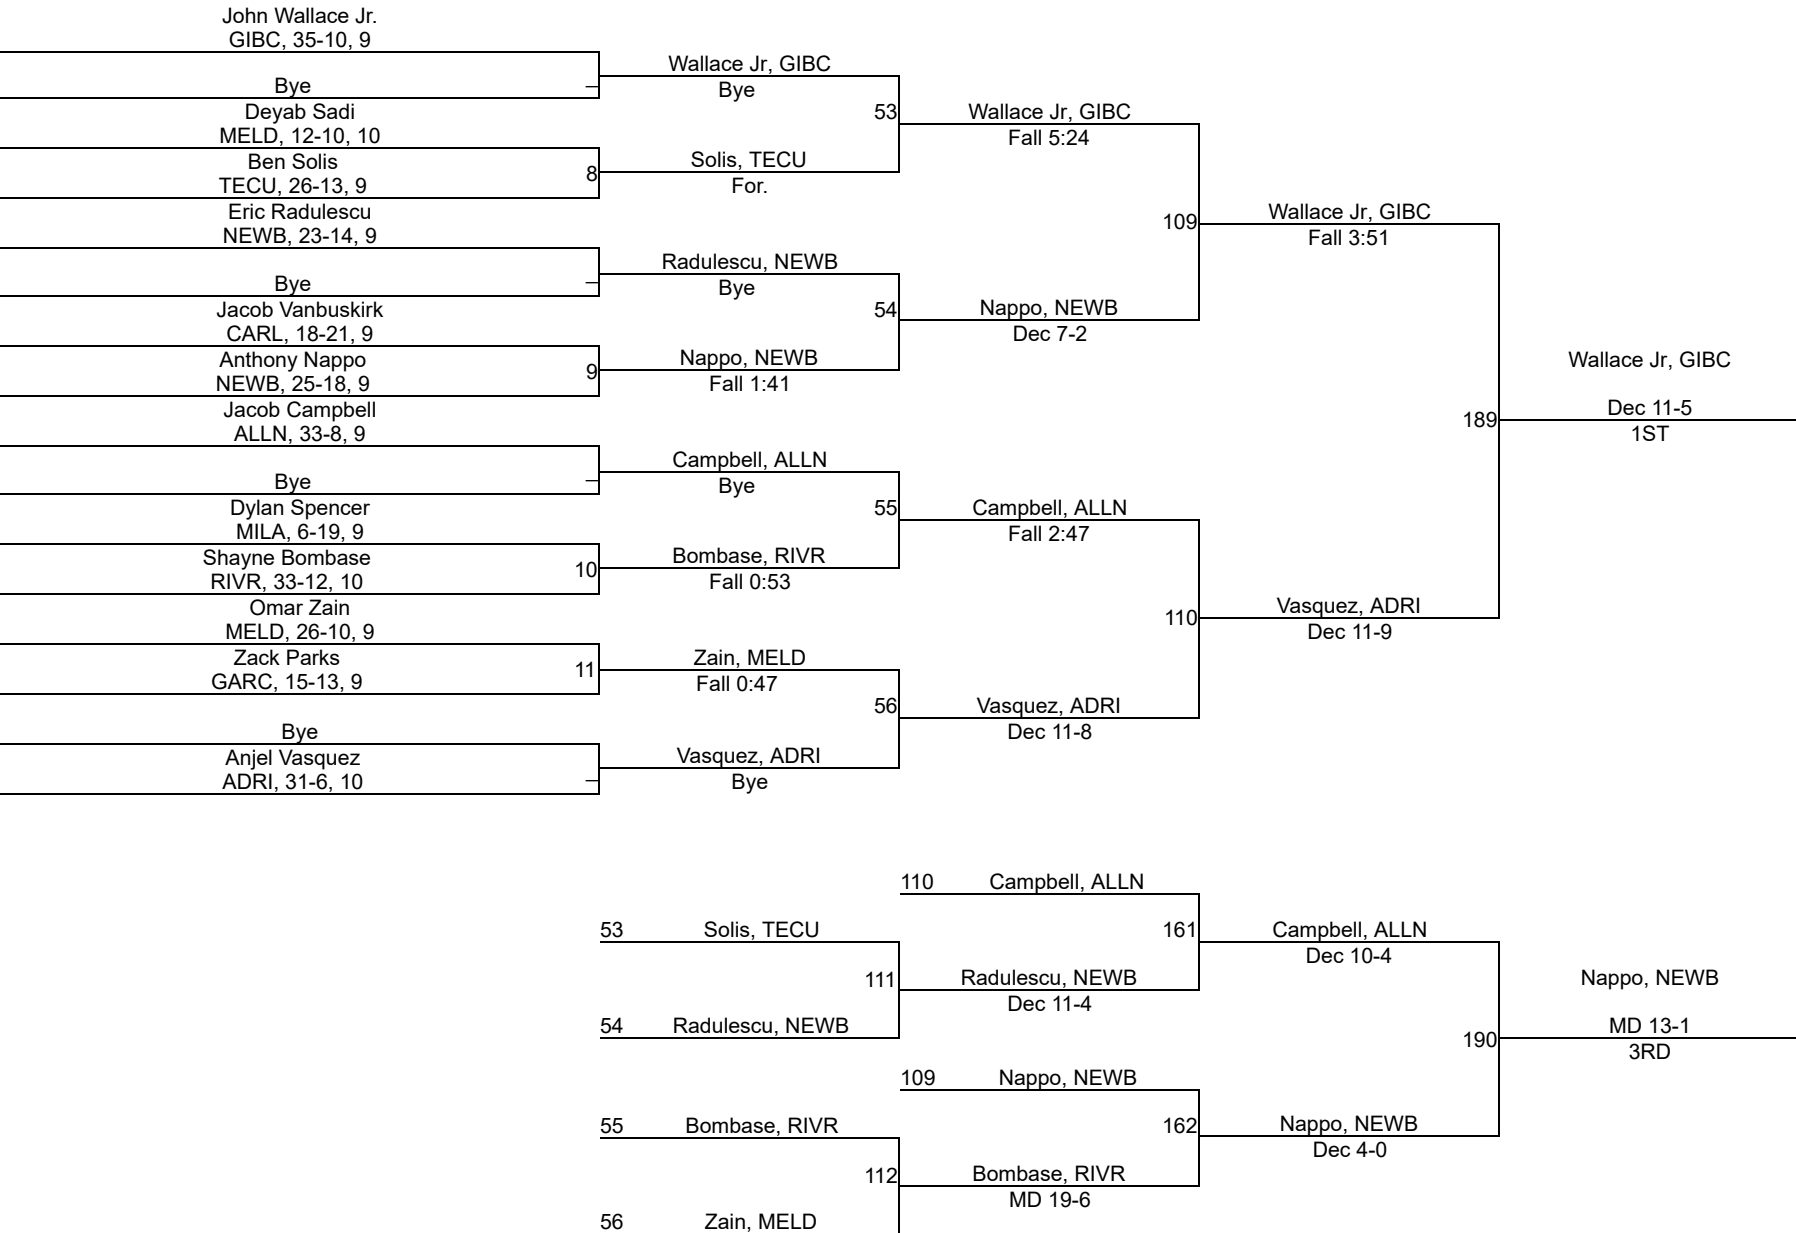 John Wallace Jr.
GIBC, 35-10, 9
Bye
Deyab Sadi
MELD, 12-10, 10
Ben Solis
TECU, 26-13, 9
Eric Radulescu
NEWB, 23-14, 9
Bye
Jacob Vanbuskirk
CARL, 18-21, 9
Anthony Nappo
NEWB, 25-18, 9
Jacob Campbell
ALLN, 33-8, 9
Bye
Dylan Spencer
MILA, 6-19, 9
Shayne Bombase
RIVR, 33-12, 10
Omar Zain
MELD, 26-10, 9
Zack Parks
GARC, 15-13, 9
Bye
Anjel Vasquez
ADRI, 31-6, 10
8
9
10
11
Wallace Jr, GIBC
Bye
Solis, TECU
For.
Radulescu, NEWB
Bye
Nappo, NEWB
Fall 1:41
Campbell, ALLN
Bye
Bombase, RIVR
Fall 0:53
Zain, MELD
Fall 0:47
Vasquez, ADRI
Bye
53
54
55
56
Wallace Jr, GIBC
Fall 5:24
Nappo, NEWB
Dec 7-2
Campbell, ALLN
Fall 2:47
Vasquez, ADRI
Dec 11-8
109
110
Wallace Jr, GIBC
Fall 3:51
Vasquez, ADRI
Dec 11-9
189
Wallace Jr, GIBC
Dec 11-5
1ST
53 Solis, TECU
54 Radulescu, NEWB
55 Bombase, RIVR
56 Zain, MELD
111
112
110 Campbell, ALLN
Radulescu, NEWB
Dec 11-4
109 Nappo, NEWB
Bombase, RIVR
MD 19-6
161
162
Campbell, ALLN
Dec 10-4
Nappo, NEWB
Dec 4-0
190
Nappo, NEWB
MD 13-1
3RD